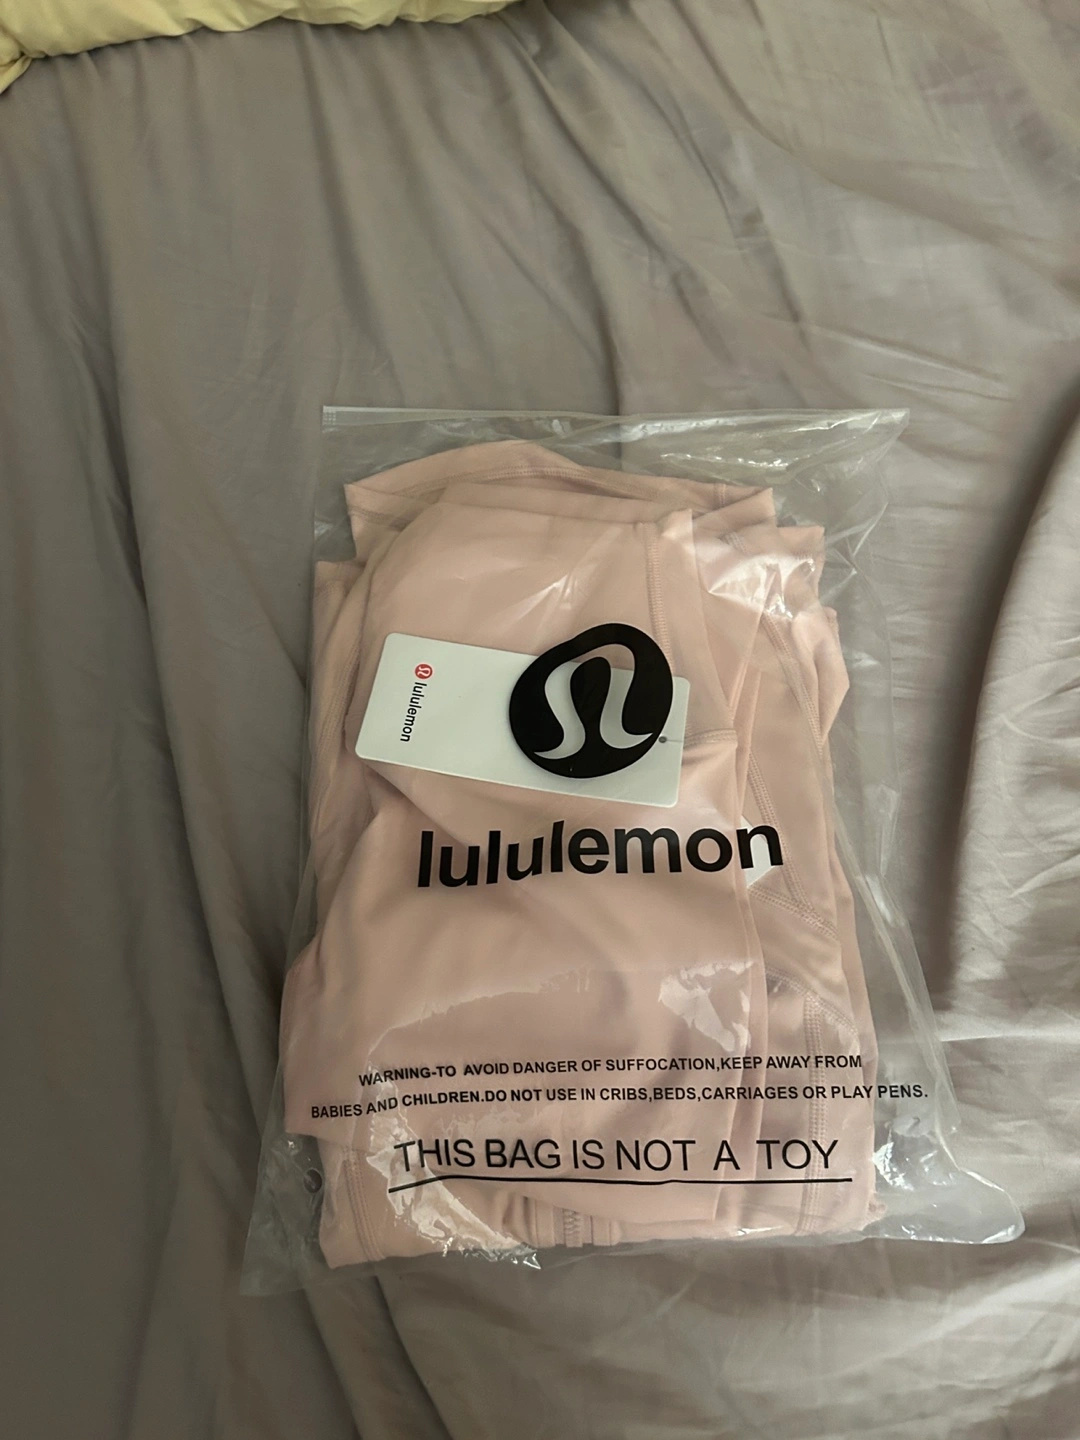 lululemon
lululemon
WARNING-TO AVOID DANGER OF SUFFOCATION,KEEP AWAY FROM
BABIES AND CHILDREN.DO NOT USE IN CRIBS,BEDS,CARRIAGES OR PLAY PENS.
THIS BAG IS NOT A TOY